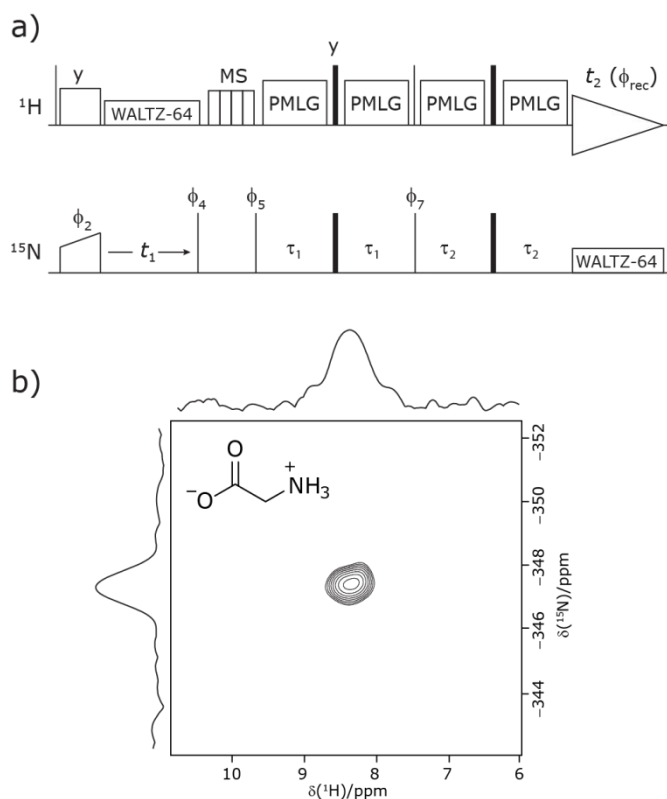 a)
y MS y t₂ (ϕrec)
¹H WALTZ-64 PMLG PMLG PMLG PMLG
ϕ₂ ϕ₄ ϕ₅ ϕ₇
¹⁵N t₁ τ₁ τ₁ τ₂ τ₂ WALTZ-64
b)
O
⁻O + NH₃
−352
−350
−348
−346
−344
δ(¹⁵N)/ppm
10 9 8 7 6
δ(¹H)/ppm